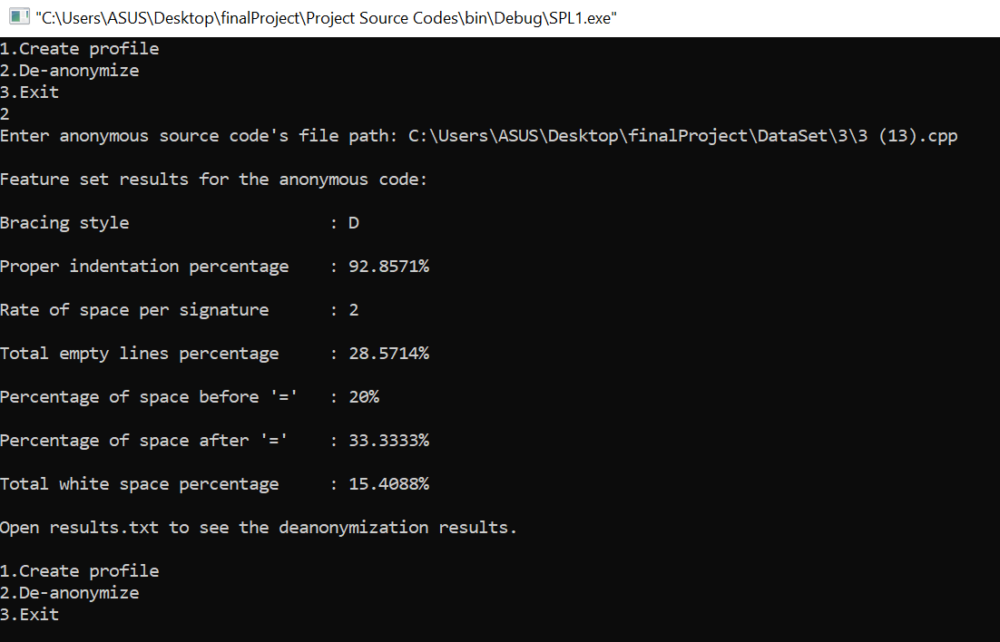 "C:\Users\ASUS\Desktop\finalProject\Project Source Codes\bin\Debug\SPL1.exe"
1.Create profile
2.De-anonymize
3.Exit
2
Enter anonymous source code's file path: C:\Users\ASUS\Desktop\finalProject\DataSet\3\3 (13).cpp
Feature set results for the anonymous code:
Bracing style                    : D
Proper indentation percentage    : 92.8571%
Rate of space per signature      : 2
Total empty lines percentage     : 28.5714%
Percentage of space before '='   : 20%
Percentage of space after '='    : 33.3333%
Total white space percentage     : 15.4088%
Open results.txt to see the deanonymization results.
1.Create profile
2.De-anonymize
3.Exit